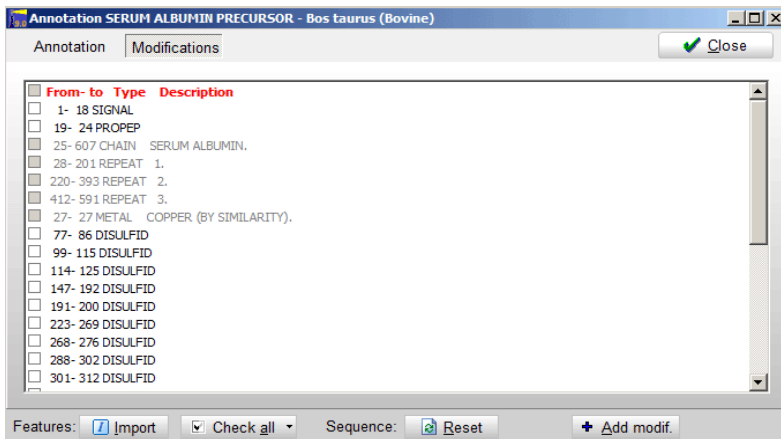 9.0 Annotation SERUM ALBUMIN PRECURSOR - Bos taurus (Bovine)
Annotation Modifications Close
From- to Type Description
1- 18 SIGNAL
19- 24 PROPEP
25- 607 CHAIN SERUM ALBUMIN.
28- 201 REPEAT 1.
220- 393 REPEAT 2.
412- 591 REPEAT 3.
27- 27 METAL COPPER (BY SIMILARITY).
77- 86 DISULFID
99- 115 DISULFID
114- 125 DISULFID
147- 192 DISULFID
191- 200 DISULFID
223- 269 DISULFID
268- 276 DISULFID
288- 302 DISULFID
301- 312 DISULFID
Features: Import Check all Sequence: Reset Add modif.